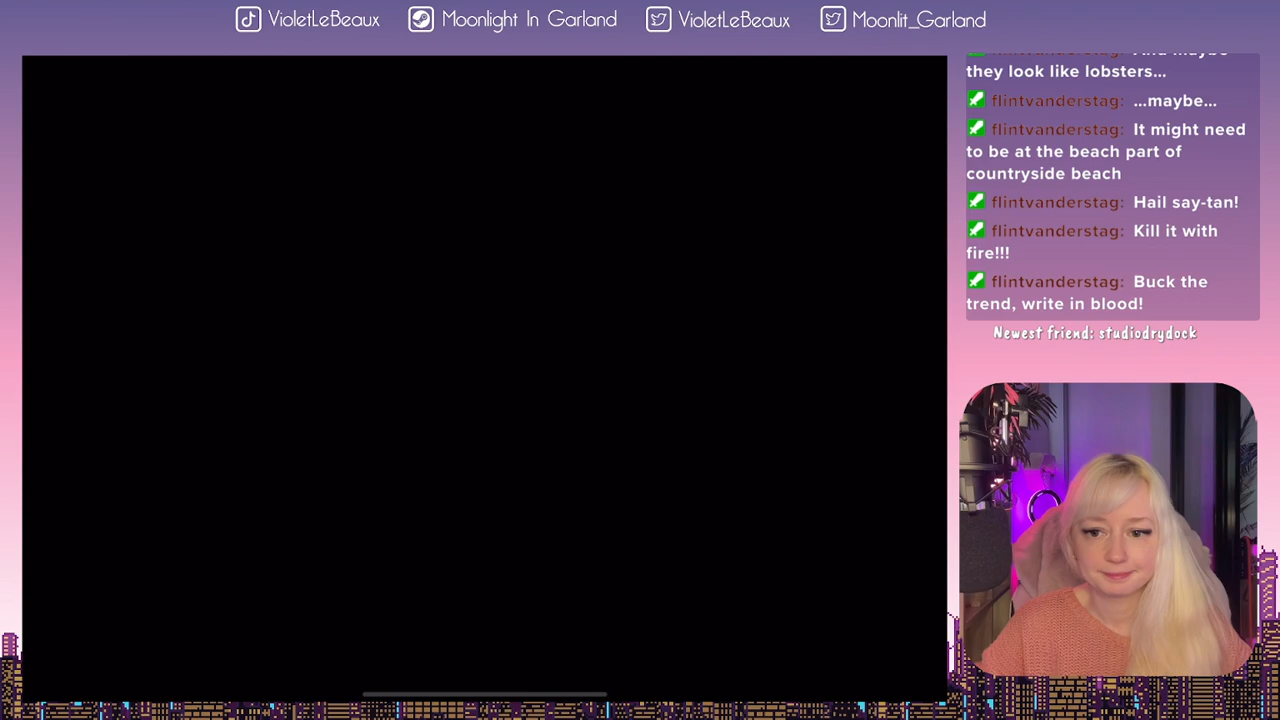 VioletLeBeaux Moonlight In Garland VioletLeBeaux Moonlit_Garland
they look like lobsters...
flintvanderstag: ...maybe...
flintvanderstag: It might need
to be at the beach part of
countryside beach
flintvanderstag: Hail say-tan!
flintvanderstag: Kill it with
fire!!!
flintvanderstag: Buck the
trend, write in blood!
Newest friend: studiodrydock